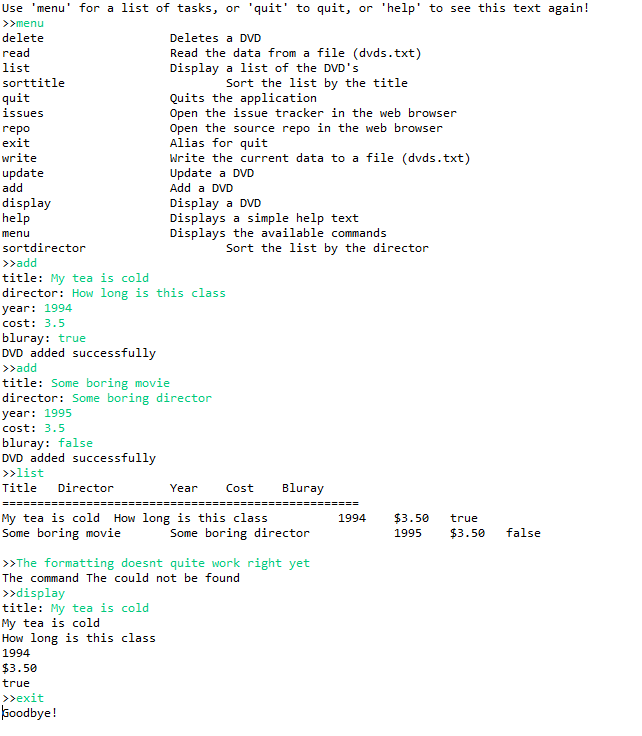 Use 'menu' for a list of tasks, or 'quit' to quit, or 'help' to see this text again!
>>menu
delete Deletes a DVD
read Read the data from a file (dvds.txt)
list Display a list of the DVD's
sorttitle Sort the list by the title
quit Quits the application
issues Open the issue tracker in the web browser
repo Open the source repo in the web browser
exit Alias for quit
write Write the current data to a file (dvds.txt)
update Update a DVD
add Add a DVD
display Display a DVD
help Displays a simple help text
menu Displays the available commands
sortdirector Sort the list by the director
>>add
title: My tea is cold
director: How long is this class
year: 1994
cost: 3.5
bluray: true
DVD added successfully
>>add
title: Some boring movie
director: Some boring director
year: 1995
cost: 3.5
bluray: false
DVD added successfully
>>list
Title Director Year Cost Bluray
===================================================
My tea is cold How long is this class 1994 $3.50 true
Some boring movie Some boring director 1995 $3.50 false
>>The formatting doesnt quite work right yet
The command The could not be found
>>display
title: My tea is cold
My tea is cold
How long is this class
1994
$3.50
true
>>exit
Goodbye!